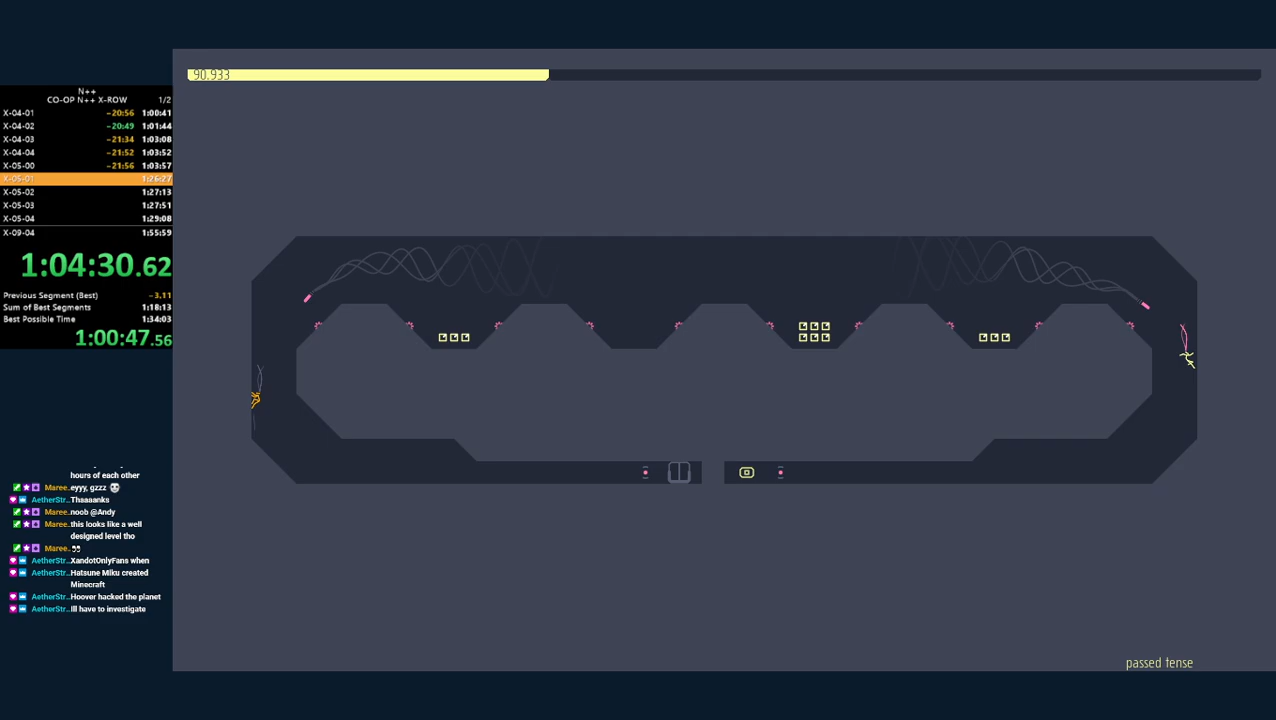 90.933
N++
CO-OP N++ X-ROW 1/2
X-04-01 -20:56 1:00:41
X-04-02 -20:49 1:01:44
X-04-03 -21:34 1:03:08
X-04-04 -21:52 1:03:52
X-05-00 -21:56 1:03:57
X-05-01 1:26:27
X-05-02 1:27:13
X-05-03 1:27:51
X-05-04 1:29:08
X-09-04 1:55:59
1:04:30.62
Previous Segment (Best) -3.11
Sum of Best Segments 1:18:13
Best Possible Time 1:34:03
1:00:47.56
hours of each other
Maree..eyyy, gzzz
AetherStr..Thaaaanks
Maree..noob @Andy
Maree..this looks like a well
designed level tho
Maree..
AetherStr..XandotOnlyFans when
AetherStr..Hatsune Miku created
Minecraft
AetherStr..Hoover hacked the planet
AetherStr..Ill have to investigate
passed tense